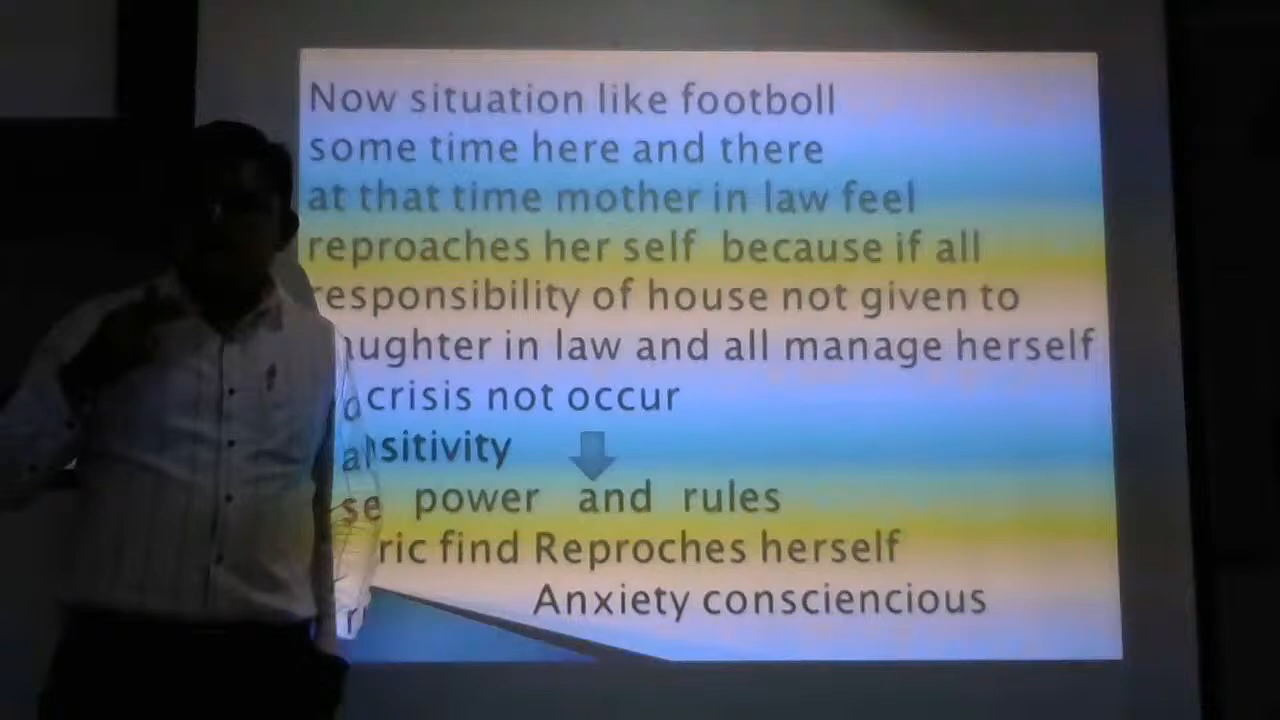 Now situation like footboll
some time here and there
at that time mother in law feel
reproaches her self because if all
responsibility of house not given to
aughter in law and all manage herself
crisis not occur
sitivity
se power and rules
ric find Reproches herself
Anxiety consciencious